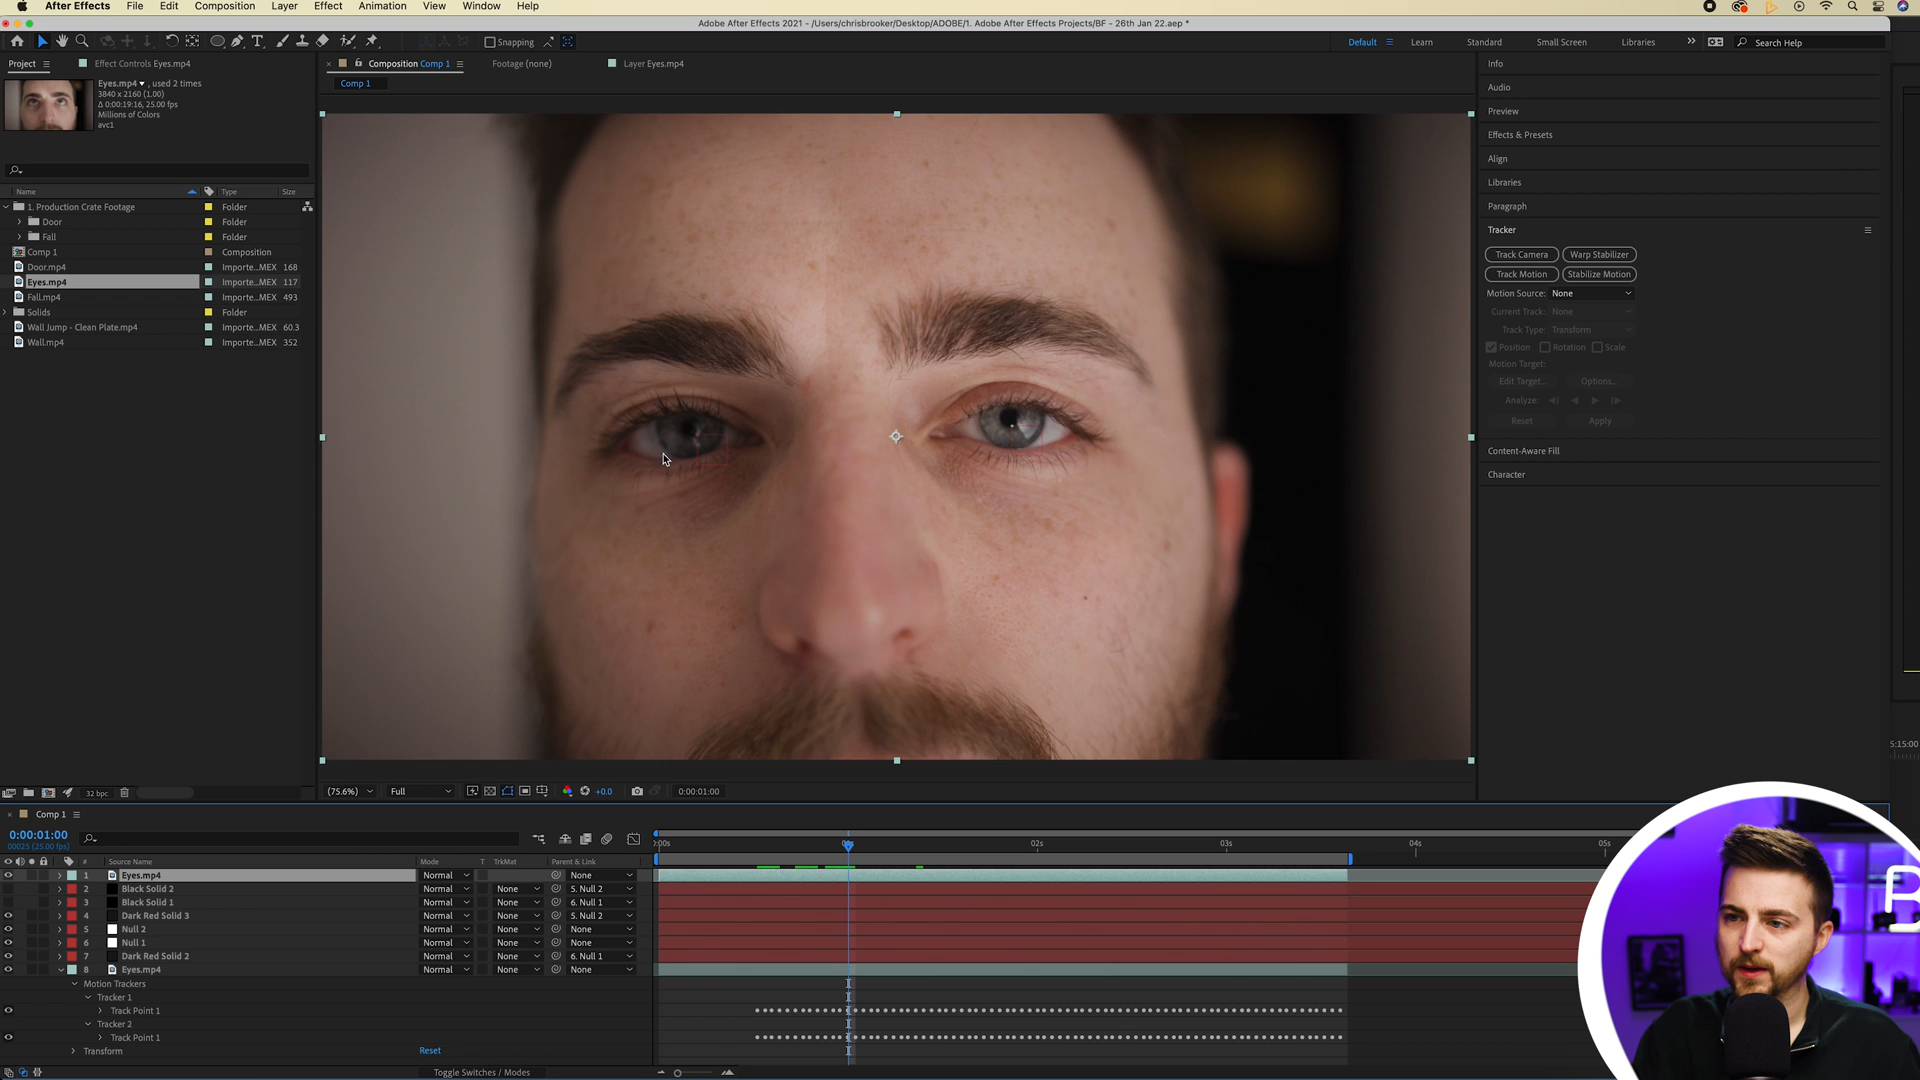 After Effects File Edit Composition Layer Effect Animation View Window Help
Adobe After Effects 2021 - /Users/chrisbrooker/Desktop/ADOBE/1. Adobe After Effects Projects/BF - 26th Jan 22.aep *
Snapping
Default Learn Standard Small Screen Libraries Search Help
Project Effect Controls Eyes.mp4
Composition Comp 1 Footage (none) Layer Eyes.mp4
Comp 1
Eyes.mp4 , used 2 times
3840 x 2160 (1.00)
Δ 0:00:19:16, 25.00 fps
Millions of Colors
avc1
Name Type Size
1. Production Crate Footage Folder
Door Folder
Fall Folder
Comp 1 Composition
Door.mp4 Importe...MEX 168
Eyes.mp4 Importe...MEX 117
Fall.mp4 Importe...MEX 493
Solids Folder
Wall Jump - Clean Plate.mp4 Importe...MEX 60.3
Wall.mp4 Importe...MEX 352
32 bpc
Info
Audio
Preview
Effects & Presets
Align
Libraries
Paragraph
Tracker
Track Camera Warp Stabilizer
Track Motion Stabilize Motion
Motion Source: None
Current Track: None
Track Type: Transform
Position Rotation Scale
Motion Target:
Edit Target... Options...
Analyze:
Reset Apply
Content-Aware Fill
Character
5:15:00
(75.6%) Full +0.0 0:00:01:00
Comp 1
0:00:01:00
00025 (25.00 fps)
:00s 02s 04s 05s
# Source Name Mode T TrkMat Parent & Link
1 Eyes.mp4 Normal None
2 Black Solid 2 Normal None 5. Null 2
3 Black Solid 1 Normal None 6. Null 1
4 Dark Red Solid 3 Normal None 5. Null 2
5 Null 2 Normal None None
6 Null 1 Normal None None
7 Dark Red Solid 2 Normal None 6. Null 1
8 Eyes.mp4 Normal None None
Motion Trackers
Tracker 1
Track Point 1
Tracker 2
Track Point 1
Transform Reset
Toggle Switches / Modes